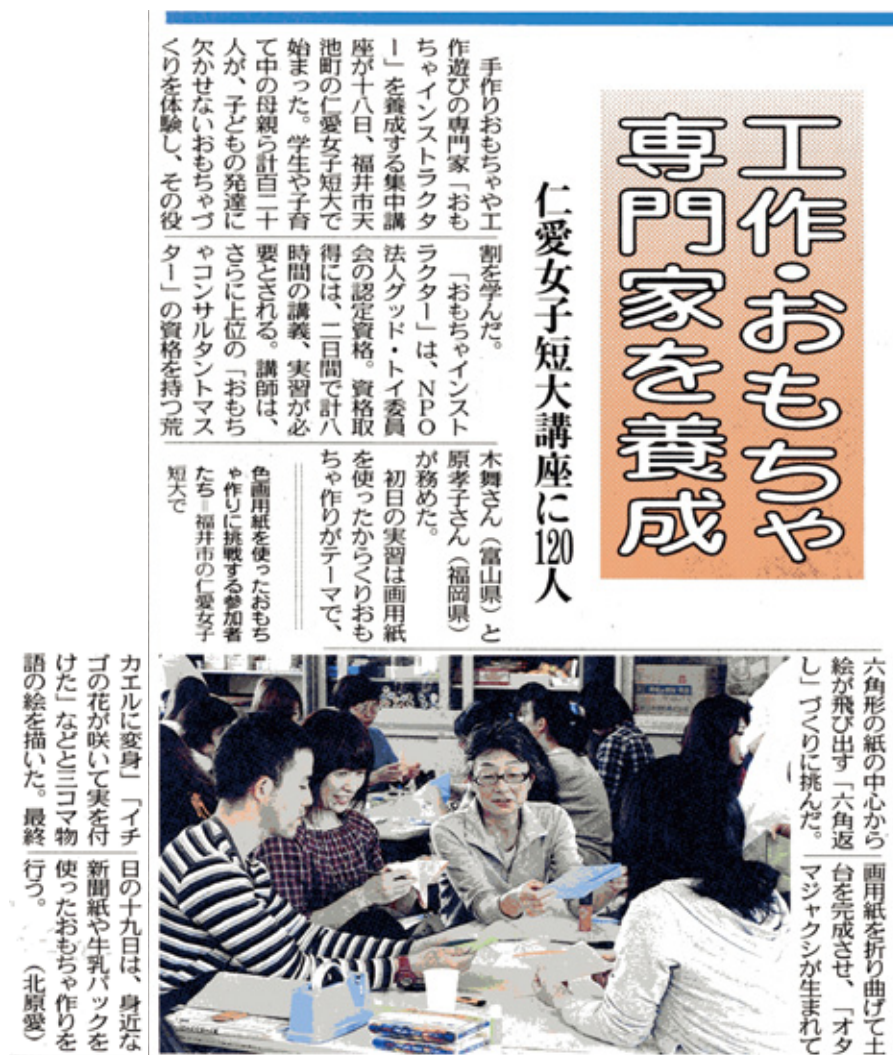 工作・おもちゃ
専門家を養成
仁愛女子短大講座に120人
手作りおもちゃや工
作遊びの専門家「おも
ちゃインストラクタ
ー」を養成する集中講
座が十八日、福井市天
池町の仁愛女子短大で
始まった。学生や子育
て中の母親ら計百二十
人が、子どもの発達に
欠かせないおもちゃづ
くりを体験し、その役
割を学んだ。
「おもちゃインスト
ラクター」は、NPO
法人グッド・トイ委員
会の認定資格。資格取
得には、二日間で計八
時間の講義、実習が必
要とされる。講師は、
さらに上位の「おもち
ゃコンサルタントマス
ター」の資格を持つ荒
木舞さん（富山県）と
原孝子さん（福岡県）
が務めた。
初日の実習は画用紙
を使ったからくりおも
ちゃ作りがテーマで、
六角形の紙の中心から
絵が飛び出す「六角返
し」づくりに挑んだ。
画用紙を折り曲げて土
台を完成させ、「オタ
マジャクシが生まれて
カエルに変身」「イチ
ゴの花が咲いて実を付
けた」などと三コマ物
語の絵を描いた。最終
日の十九日は、身近な
新聞紙や牛乳パックを
使ったおもちゃ作りを
行う。　（北原愛）
色画用紙を使ったおもち
ゃ作りに挑戦する参加者
たち＝福井市の仁愛女子
短大で